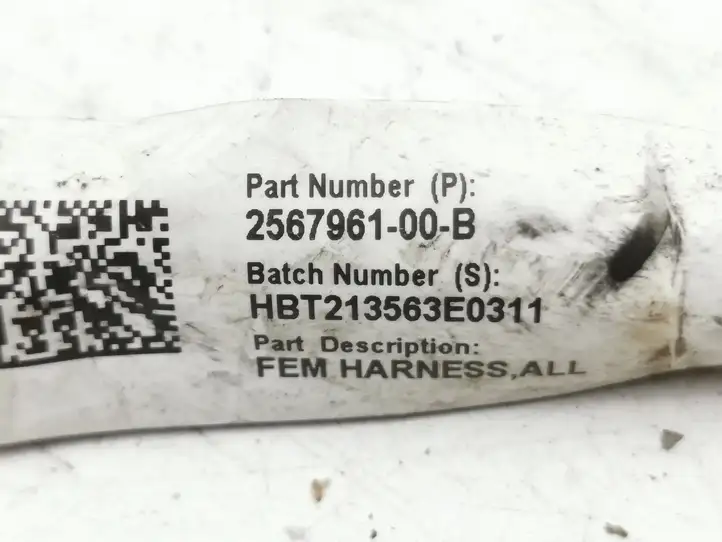 Part Number (P):
2567961-00-B
Batch Number (S):
HBT213563E0311
Part Description:
FEM HARNESS,ALL